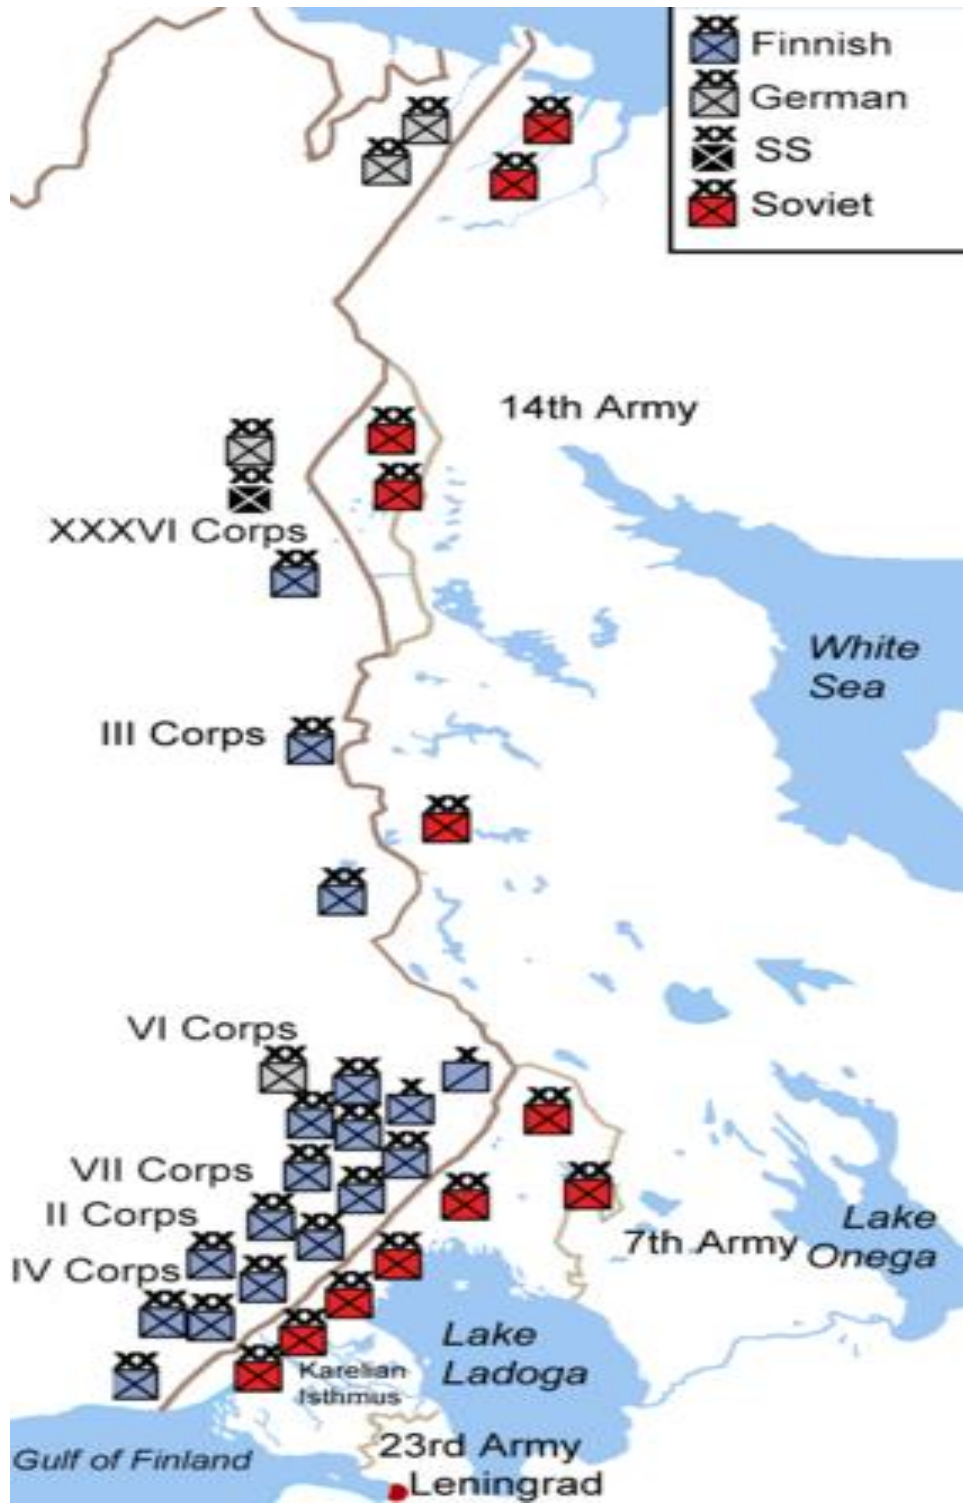 Finnish
German
SS
Soviet
14th Army
XXXVI Corps
White
Sea
III Corps
VI Corps
VII Corps
II Corps
Lake
Onega
7th Army
IV Corps
Lake
Ladoga
Karelian
Isthmus
23rd Army
Gulf of Finland
Leningrad